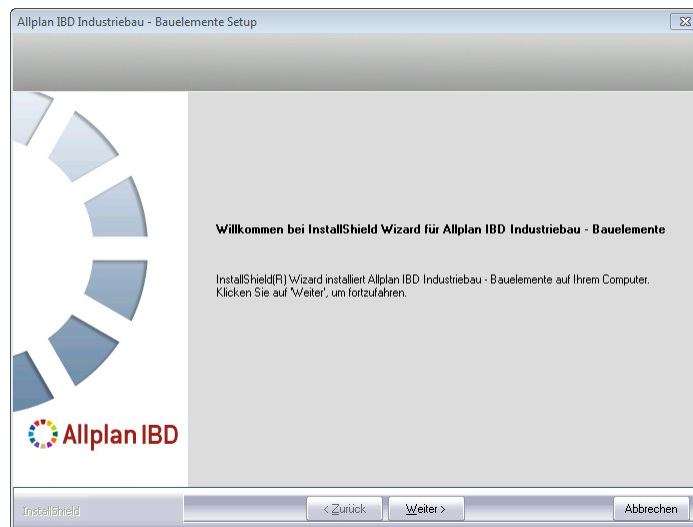 Allplan IBD Industriebau - Bauelemente Setup
Willkommen bei InstallShield Wizard für Allplan IBD Industriebau - Bauelemente
InstallShield(R) Wizard installiert Allplan IBD Industriebau - Bauelemente auf Ihrem Computer.
Klicken Sie auf 'Weiter', um fortzufahren.
Allplan IBD
InstallShield
< Zurück
Weiter >
Abbrechen